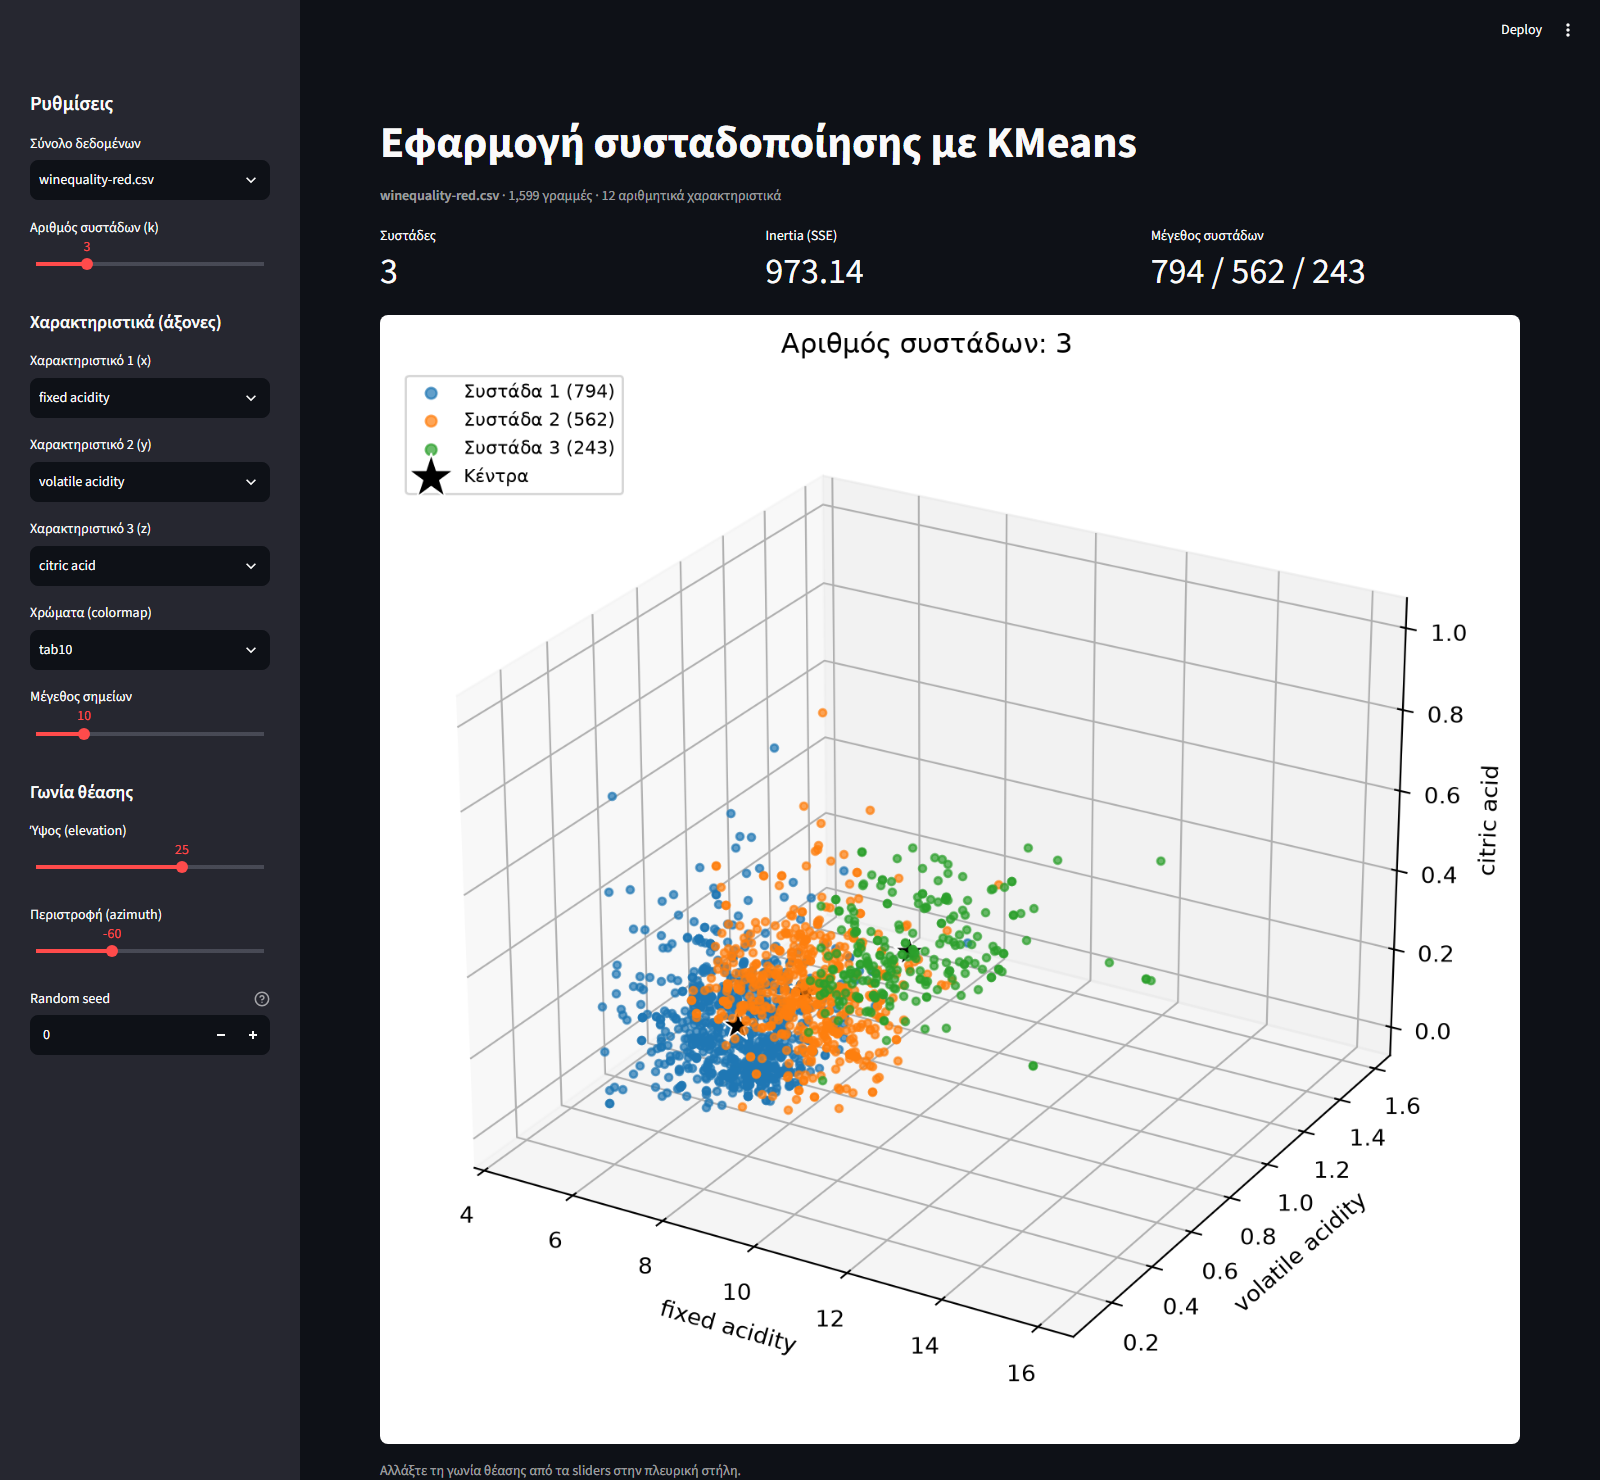 Deploy
Ρυθμίσεις
Σύνολο δεδομένων
winequality-red.csv
Αριθμός συστάδων (k)
3
Χαρακτηριστικά (άξονες)
Χαρακτηριστικό 1 (x)
fixed acidity
Χαρακτηριστικό 2 (y)
volatile acidity
Χαρακτηριστικό 3 (z)
citric acid
Χρώματα (colormap)
tab10
Μέγεθος σημείων
10
Γωνία θέασης
Ύψος (elevation)
25
Περιστροφή (azimuth)
-60
Random seed
0
Εφαρμογή συσταδοποίησης με KMeans
winequality-red.csv · 1,599 γραμμές · 12 αριθμητικά χαρακτηριστικά
Συστάδες
3
Inertia (SSE)
973.14
Μέγεθος συστάδων
794 / 562 / 243
Αριθμός συστάδων: 3
Συστάδα 1 (794)
Συστάδα 2 (562)
Συστάδα 3 (243)
Κέντρα
1.0
0.8
0.6
0.4
0.2
0.0
citric acid
1.6
1.4
1.2
1.0
0.8
0.6
0.4
0.2
volatile acidity
4
6
8
10
12
14
16
fixed acidity
Αλλάξτε τη γωνία θέασης από τα sliders στην πλευρική στήλη.